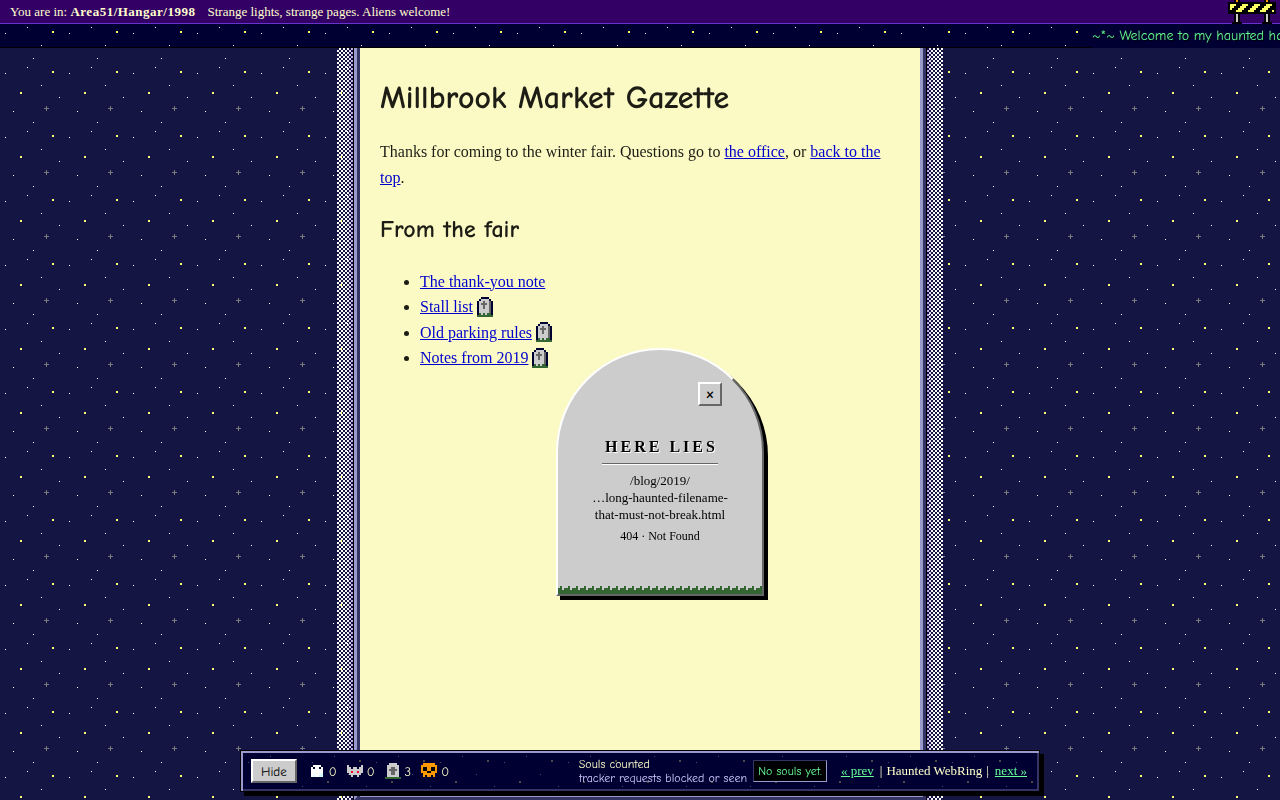 You are in: Area51/Hangar/1998 Strange lights, strange pages. Aliens welcome!
~*~ Welcome to my haunted
Millbrook Market Gazette
Thanks for coming to the winter fair. Questions go to the office, or back to the
top.
From the fair
The thank-you note
Stall list
Old parking rules
Notes from 2019
×
HERE LIES
/blog/2019/
…long-haunted-filename-
that-must-not-break.html
404 · Not Found
Hide 0 0 3 0
Souls counted
tracker requests blocked or seen
No souls yet.
« prev | Haunted WebRing | next »